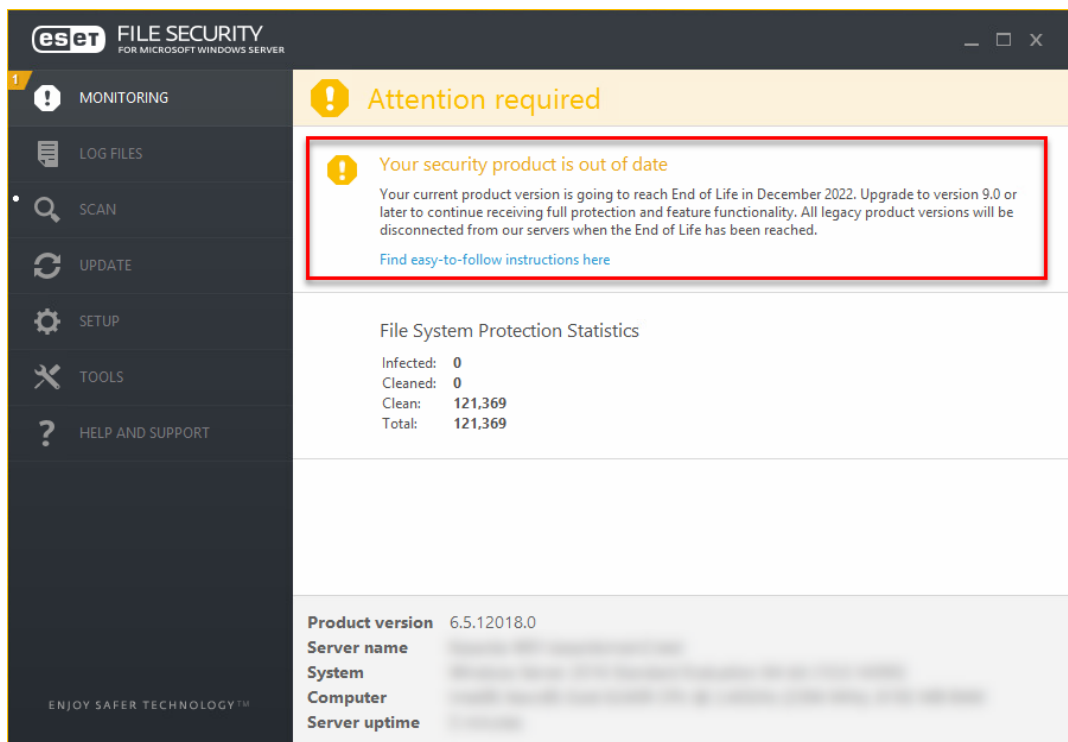 eseT FILE SECURITY
FOR MICROSOFT WINDOWS SERVER
1
MONITORING
LOG FILES
SCAN
UPDATE
SETUP
TOOLS
HELP AND SUPPORT
ENJOY SAFER TECHNOLOGY™
Attention required
Your security product is out of date
Your current product version is going to reach End of Life in December 2022. Upgrade to version 9.0 or
later to continue receiving full protection and feature functionality. All legacy product versions will be
disconnected from our servers when the End of Life has been reached.
Find easy-to-follow instructions here
File System Protection Statistics
Infected: 0
Cleaned: 0
Clean: 121,369
Total: 121,369
Product version 6.5.12018.0
Server name
System
Computer
Server uptime